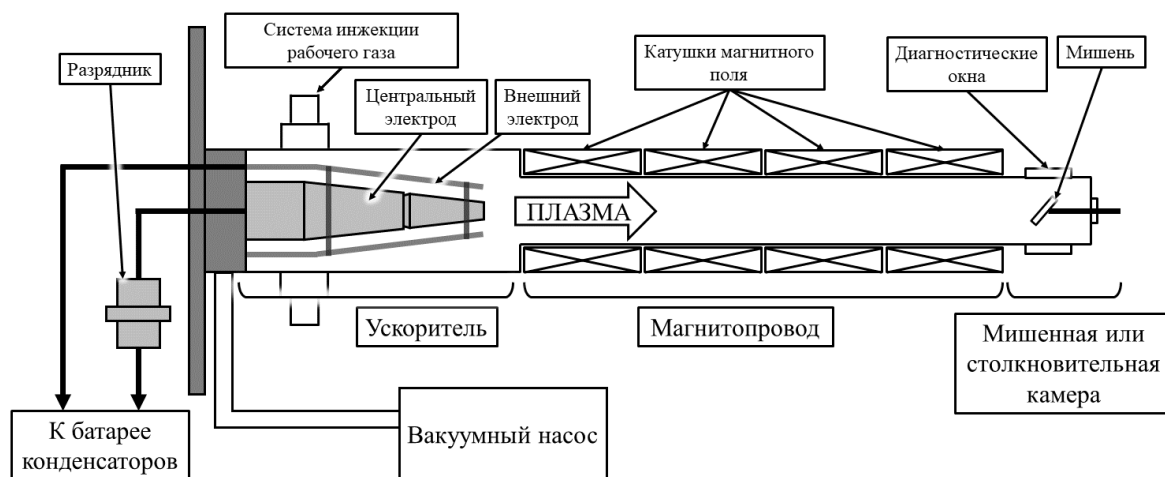 Система инжекции
рабочего газа
Разрядник
Центральный
электрод
Внешний
электрод
Катушки магнитного
поля
Диагностические
окна
Мишень
ПЛАЗМА
Ускоритель
Магнитопровод
Мишенная или
столкновительная
камера
К батарее
конденсаторов
Вакуумный насос